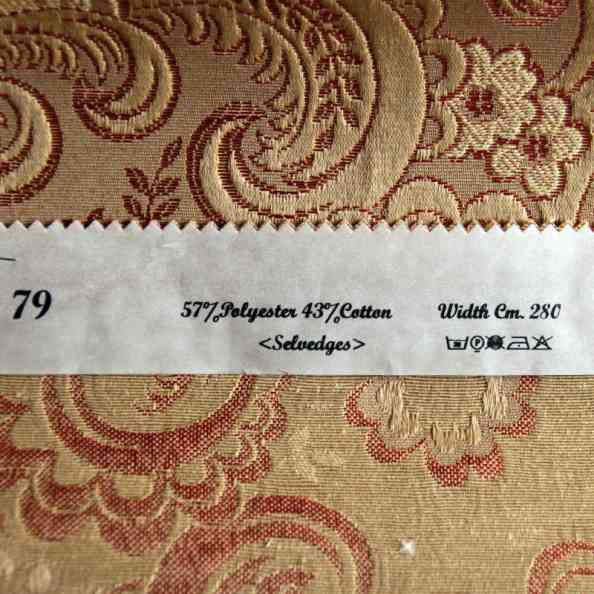 79
57%Polyester 43%Cotton
Width Cm. 280
<Selvedges>